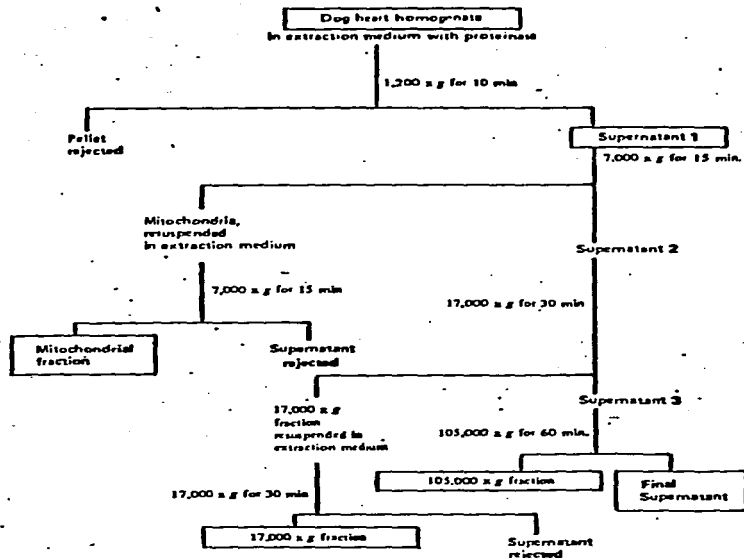 Dog heart homogenate
In extraction medium with proteinate
1,200 x g for 10 min
Pellet
rejected
Supernatant 1
7,000 x g for 15 min.
Mitochondria,
resuspended
in extraction medium
Supernatant 2
7,000 x g for 15 min
17,000 x g for 30 min
Mitochondrial
fraction
Supernatant
rejected
17,000 x g
fraction
resuspended in
extraction medium
Supernatant 3
105,000 x g for 60 min.
105,000 x g fraction
Final
Supernatant
17,000 x g for 30 min
17,000 x g fraction
Supernatant
rejected